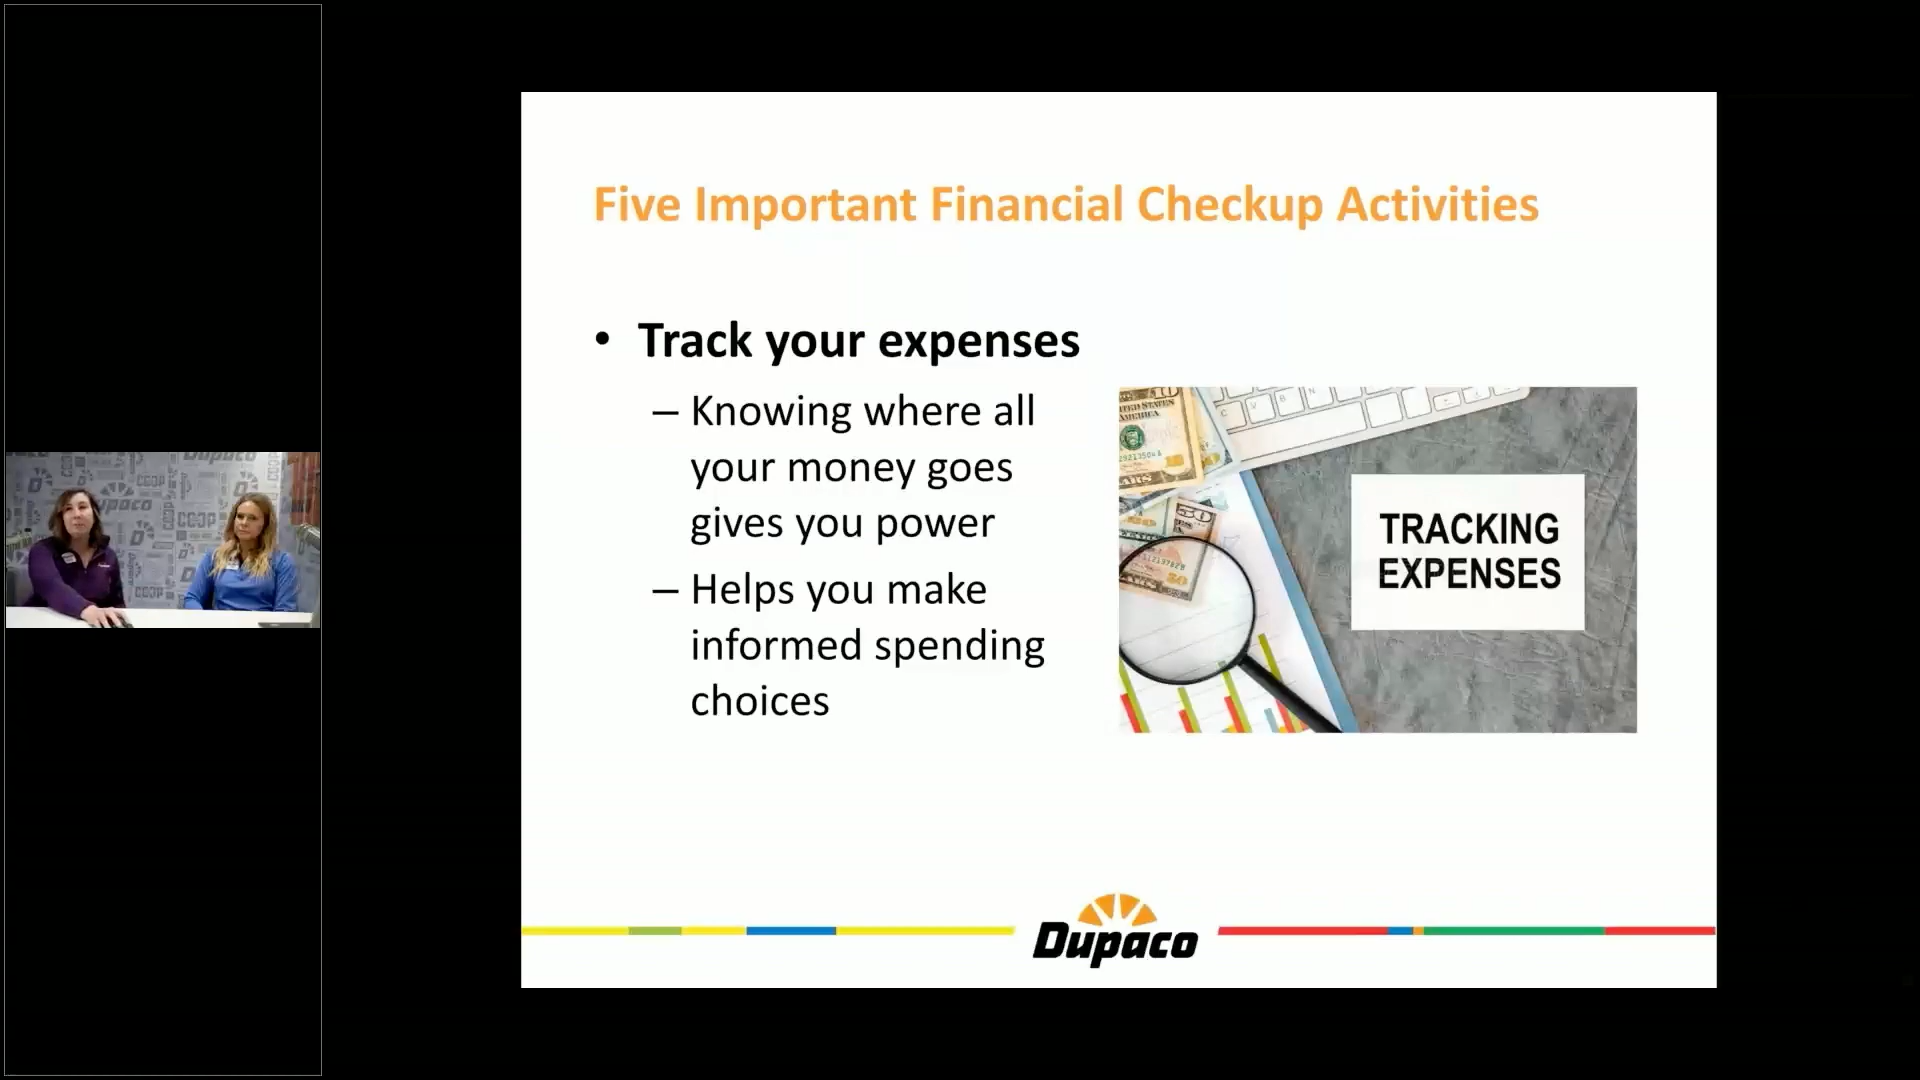 Five Important Financial Checkup Activities
• Track your expenses
– Knowing where all
your money goes
gives you power
– Helps you make
informed spending
choices
TRACKING
EXPENSES
Dupaco